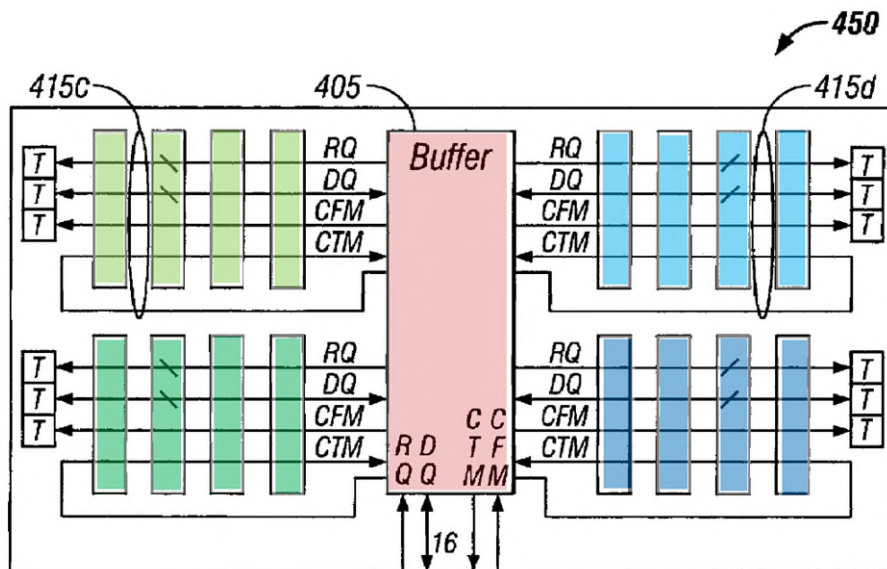 450
415c 405 415d
Buffer
T RQ RQ T
T DQ DQ T
T CFM CFM T
CTM CTM
T RQ RQ T
T DQ DQ T
T CFM C C CFM T
CTM R D T F CTM
Q Q M M
16